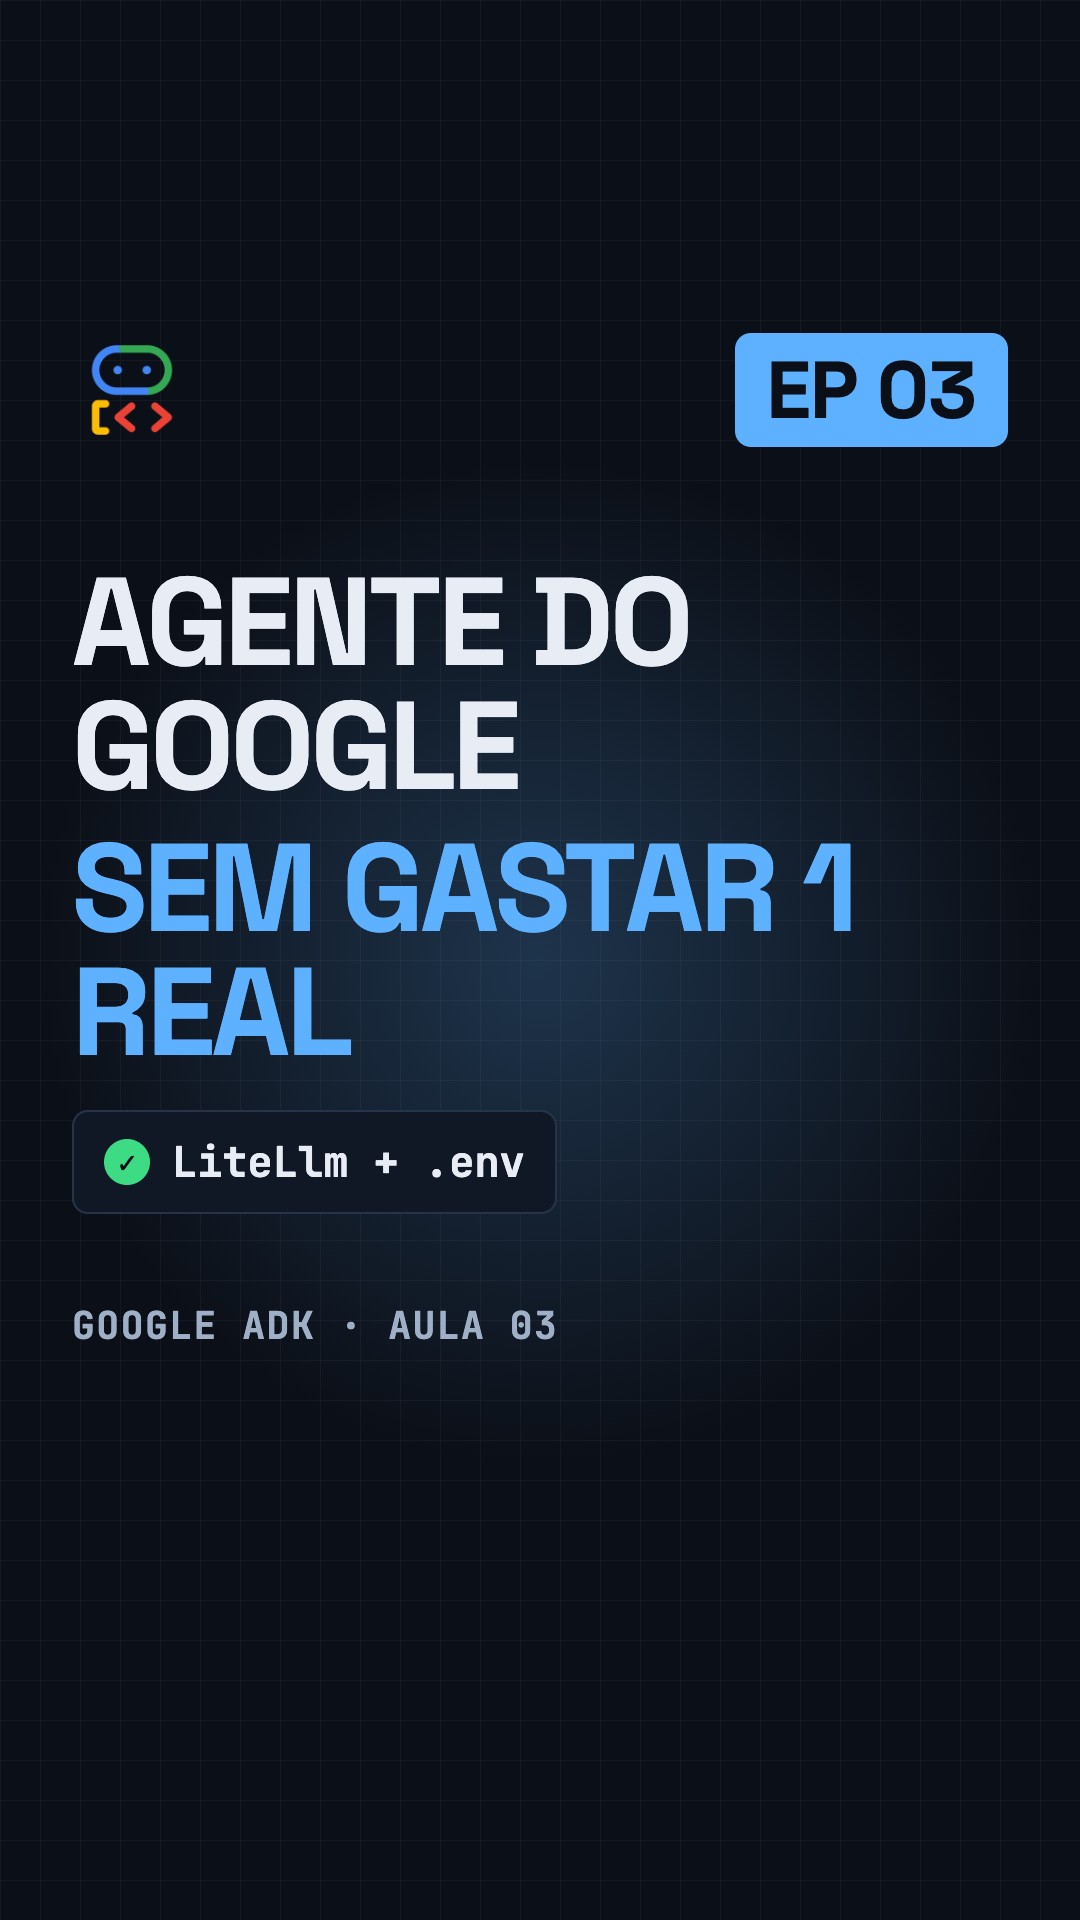 EP 03
AGENTE DO
GOOGLE
SEM GASTAR 1
REAL
✓ LiteLlm + .env
GOOGLE ADK · AULA 03